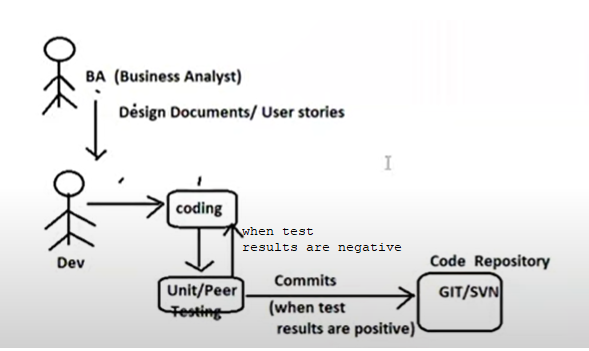 BA (Business Analyst)
Design Documents/ User stories
coding
when test
results are negative
Dev
Code Repository
Unit/Peer
Testing
Commits
(when test
results are positive)
GIT/SVN